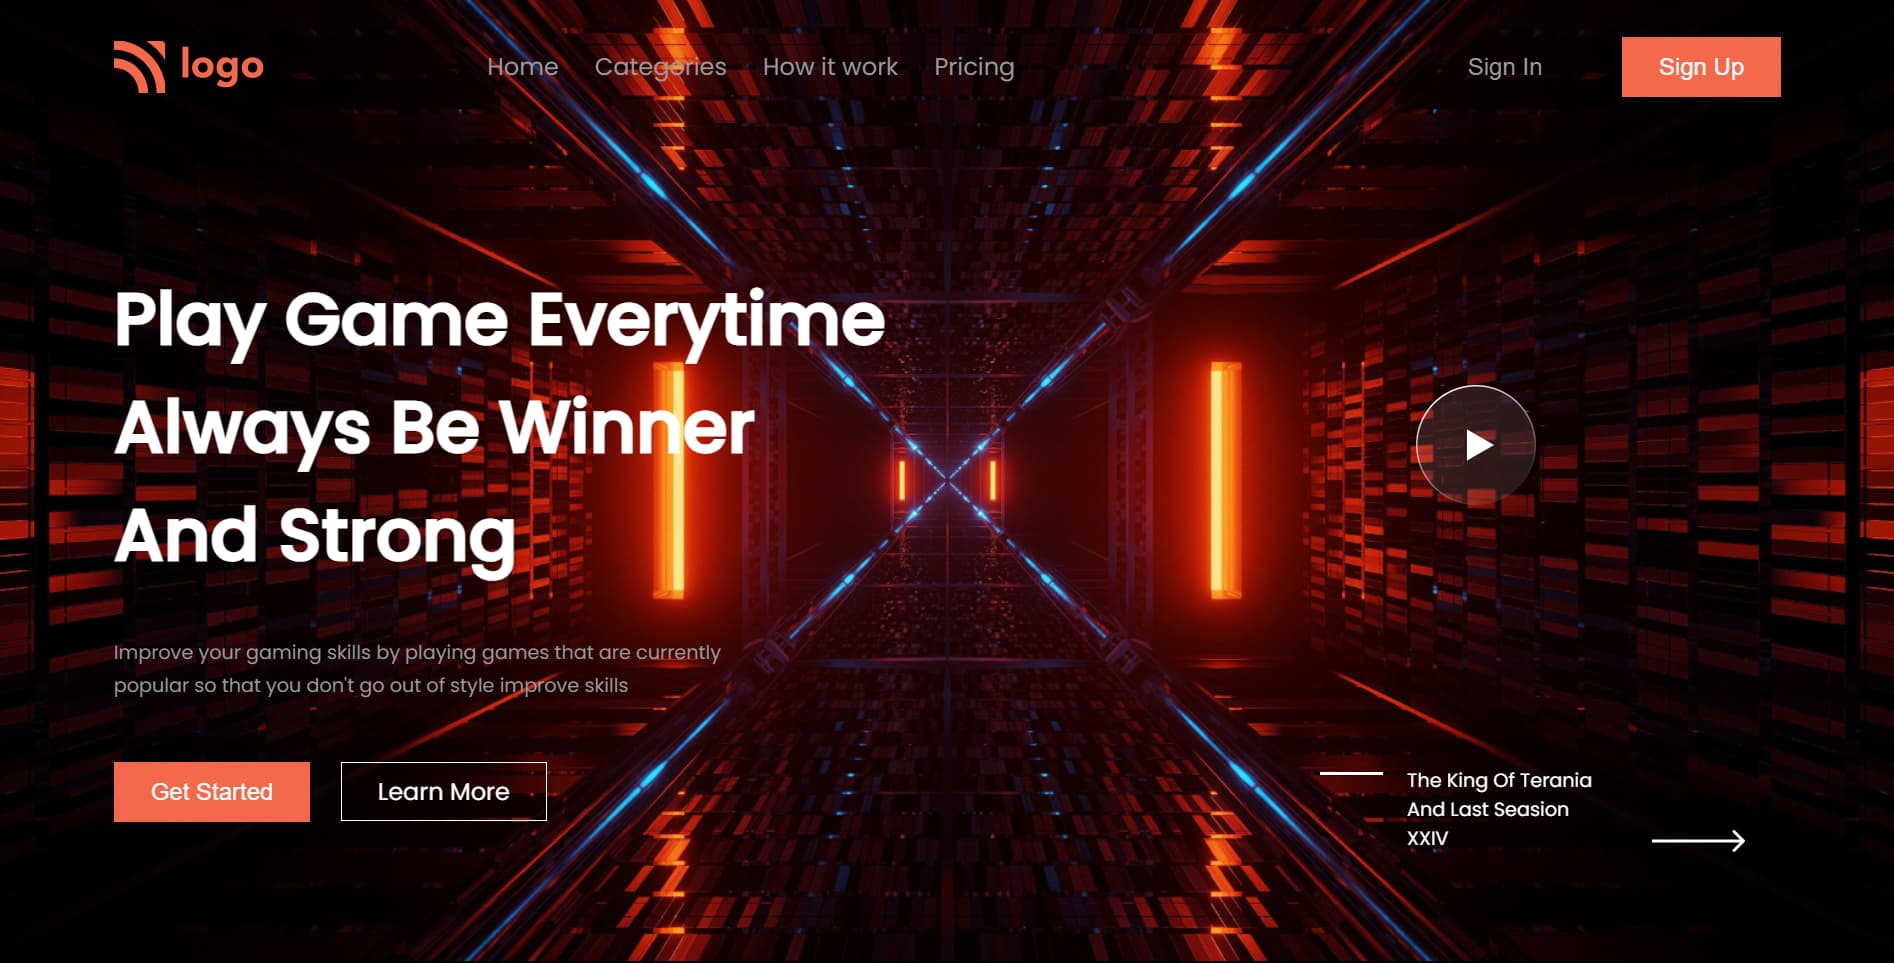 logo
Home
Categories
How it work
Pricing
Sign In
Sign Up
Play Game Everytime
Always Be Winner
And Strong
Improve your gaming skills by playing games that are currently
popular so that you don't go out of style improve skills
Get Started
Learn More
The King Of Terania
And Last Seasion
XXIV